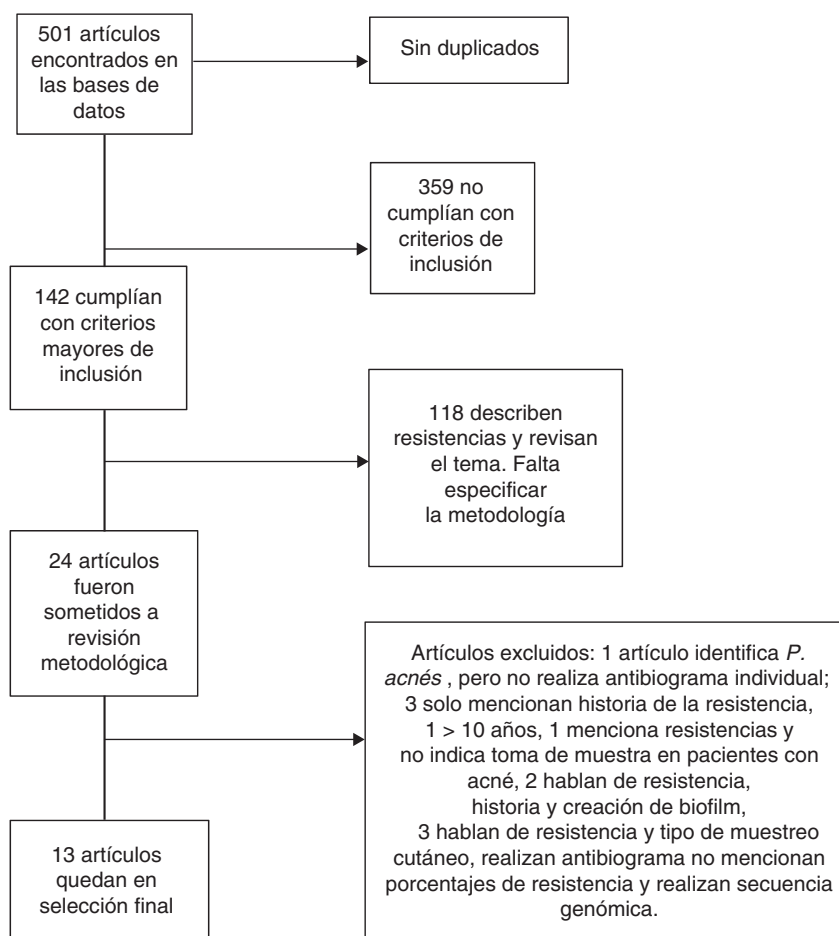 501 artículos
encontrados en
las bases de
datos
Sin duplicados
359 no
cumplían con
criterios de
inclusión
142 cumplían
con criterios
mayores de
inclusión
118 describen
resistencias y revisan
el tema. Falta
especificar
la metodología
24 artículos
fueron
sometidos a
revisión
metodológica
Artículos excluidos: 1 artículo identifica P.
acnés , pero no realiza antibiograma individual;
3 solo mencionan historia de la resistencia,
1 > 10 años, 1 menciona resistencias y
no indica toma de muestra en pacientes con
acné, 2 hablan de resistencia,
historia y creación de biofilm,
3 hablan de resistencia y tipo de muestreo
cutáneo, realizan antibiograma no mencionan
porcentajes de resistencia y realizan secuencia
genómica.
13 artículos
quedan en
selección final